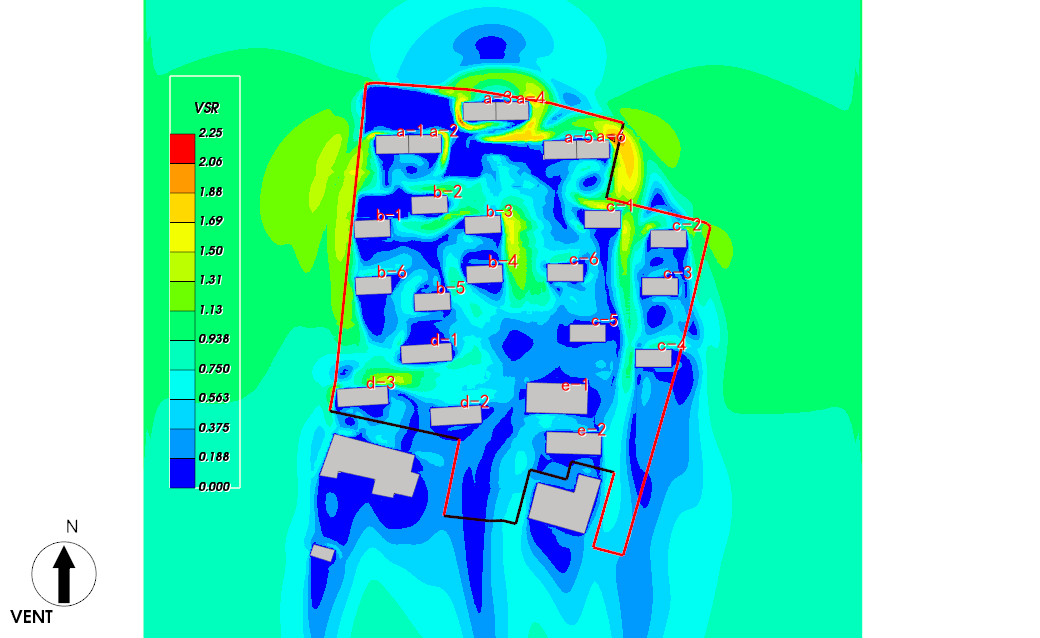 VSR
2.25
2.06
1.88
1.69
1.50
1.31
1.13
0.938
0.750
0.563
0.375
0.188
0.000
a-3 a-4
a-1 a-2
a-5 a-6
b-2
b-1
b-3
c-1
c-2
b-4
c-6
b-6
c-3
b-5
c-5
d-1
c-4
d-3
e-1
d-2
e-2
N
VENT